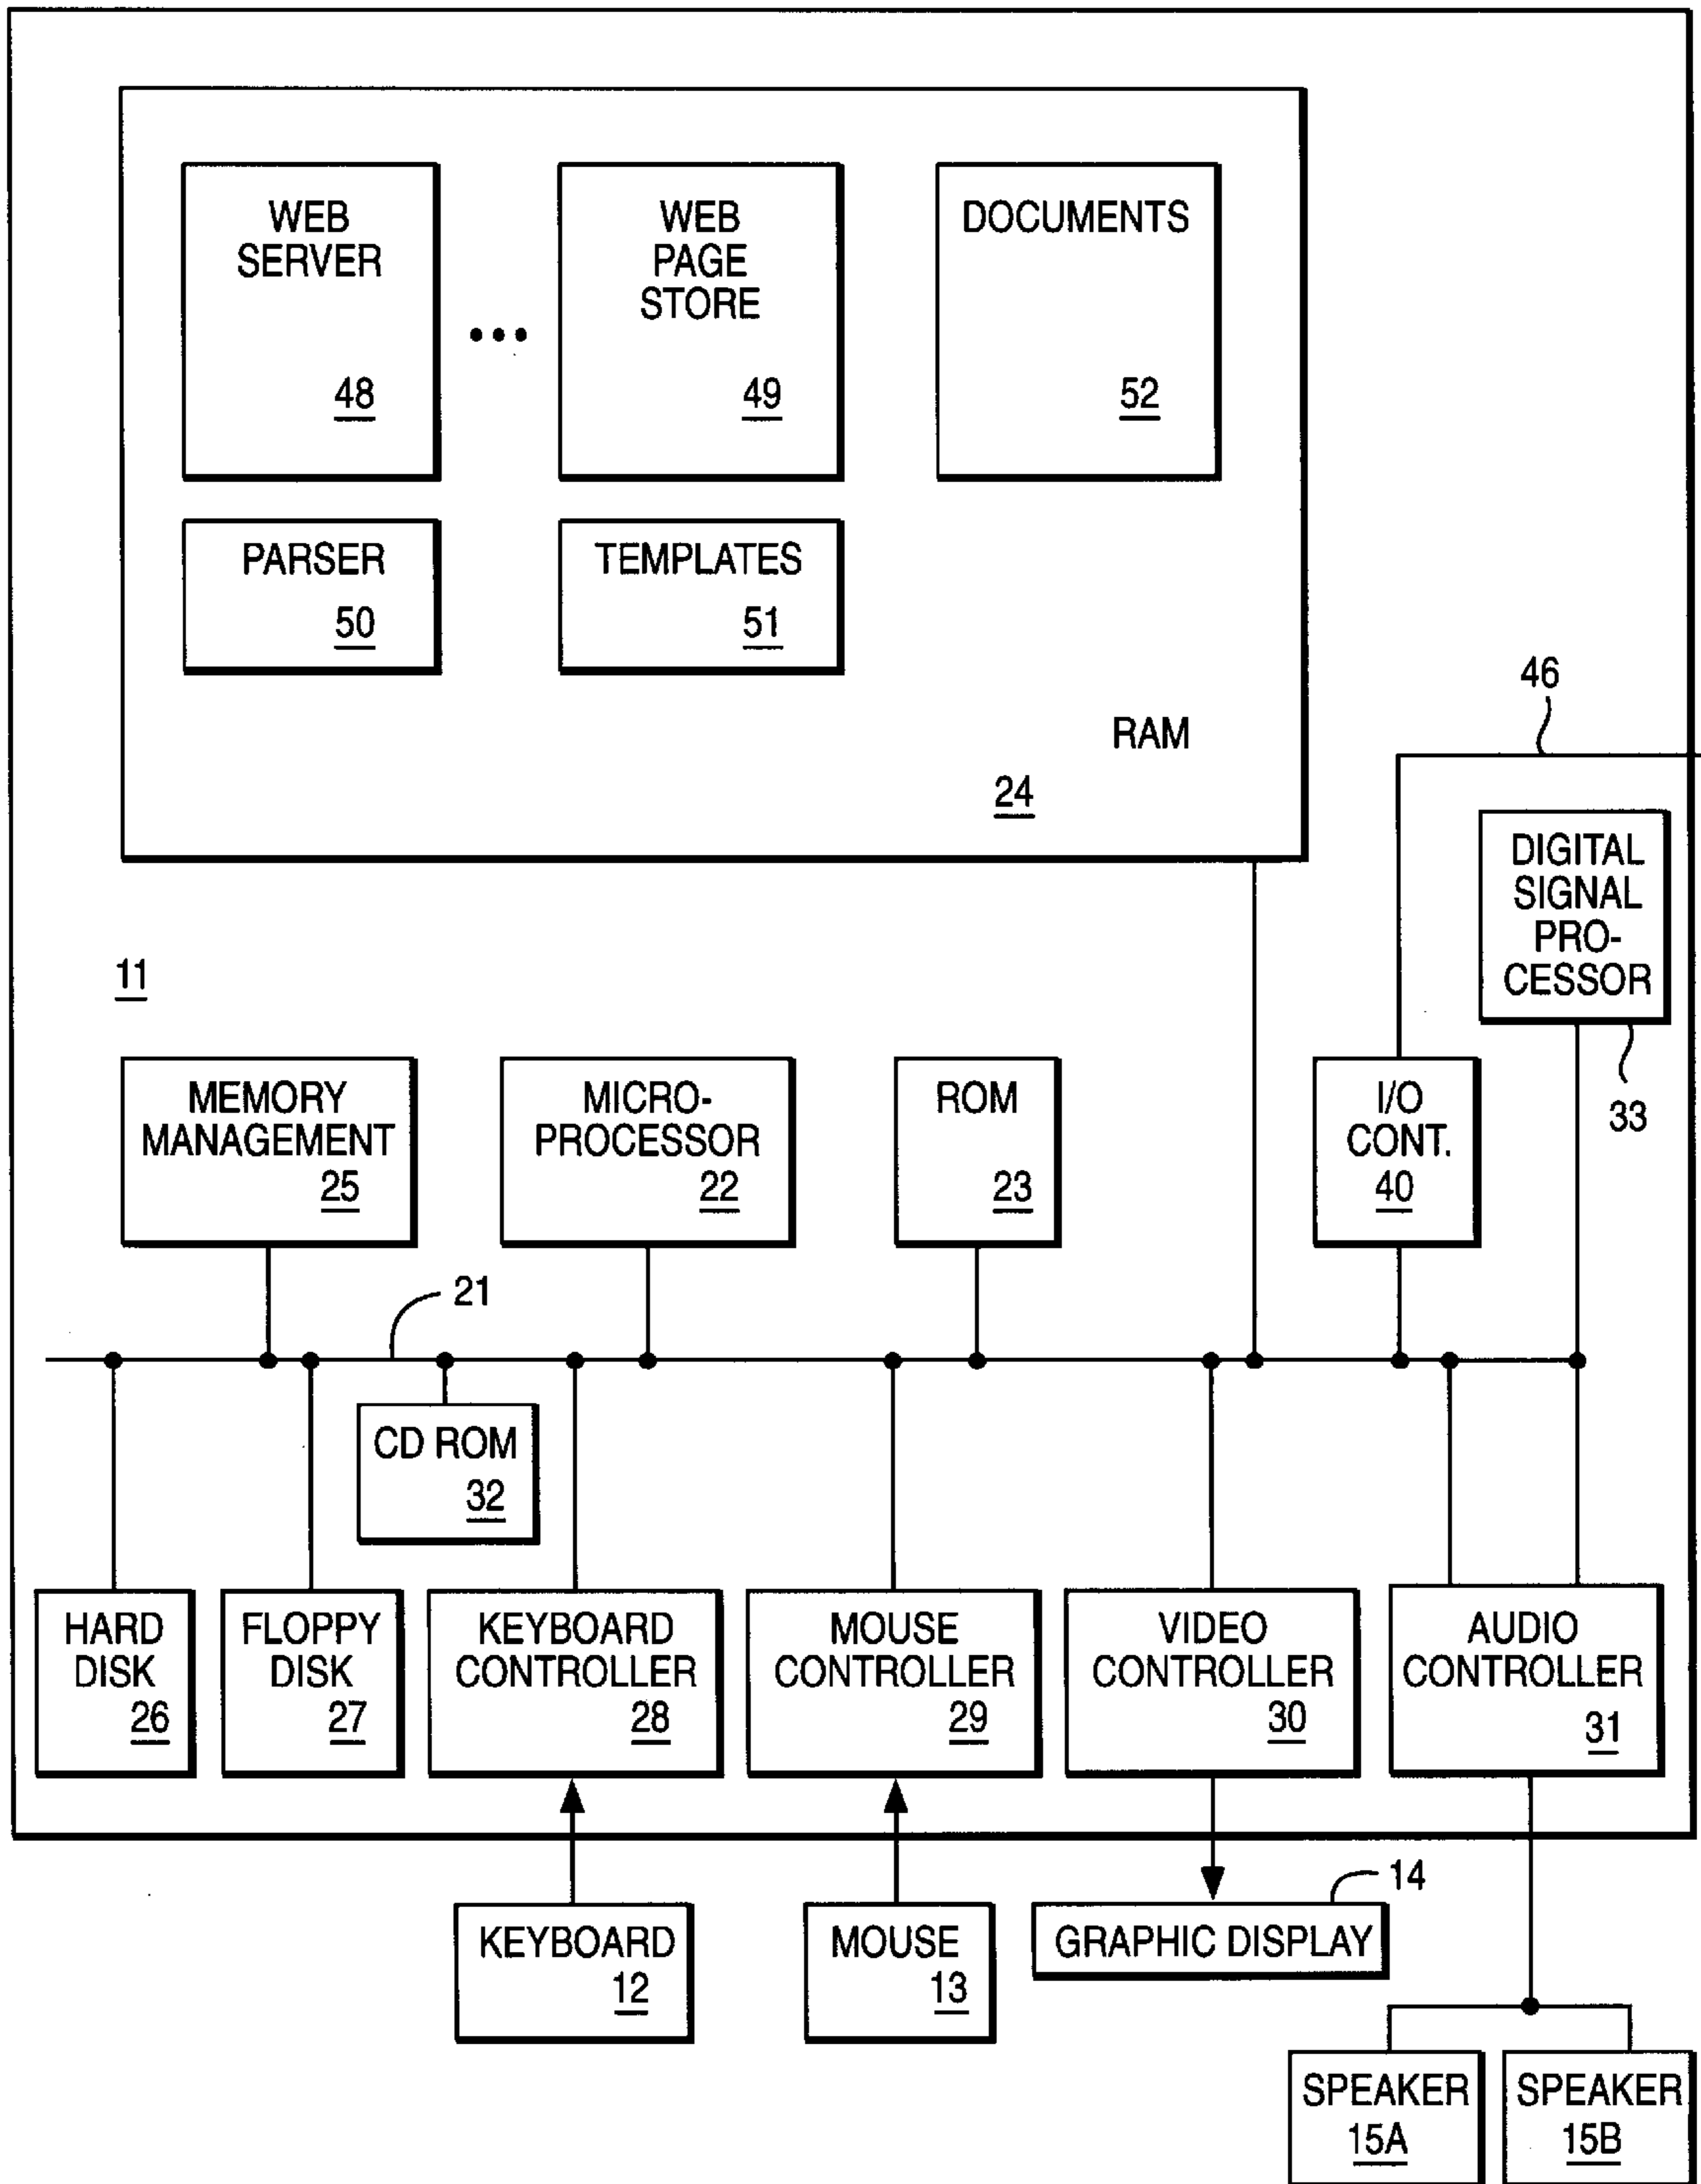 WEB
SERVER
48
WEB
PAGE
STORE
49
DOCUMENTS
52
PARSER
50
TEMPLATES
51
RAM
24
46
DIGITAL
SIGNAL
PRO-
CESSOR
33
11
MEMORY
MANAGEMENT
25
MICRO-
PROCESSOR
22
ROM
23
I/O
CONT.
40
21
CD ROM
32
HARD
DISK
26
FLOPPY
DISK
27
KEYBOARD
CONTROLLER
28
MOUSE
CONTROLLER
29
VIDEO
CONTROLLER
30
AUDIO
CONTROLLER
31
KEYBOARD
12
MOUSE
13
14
GRAPHIC DISPLAY
SPEAKER
15A
SPEAKER
15B